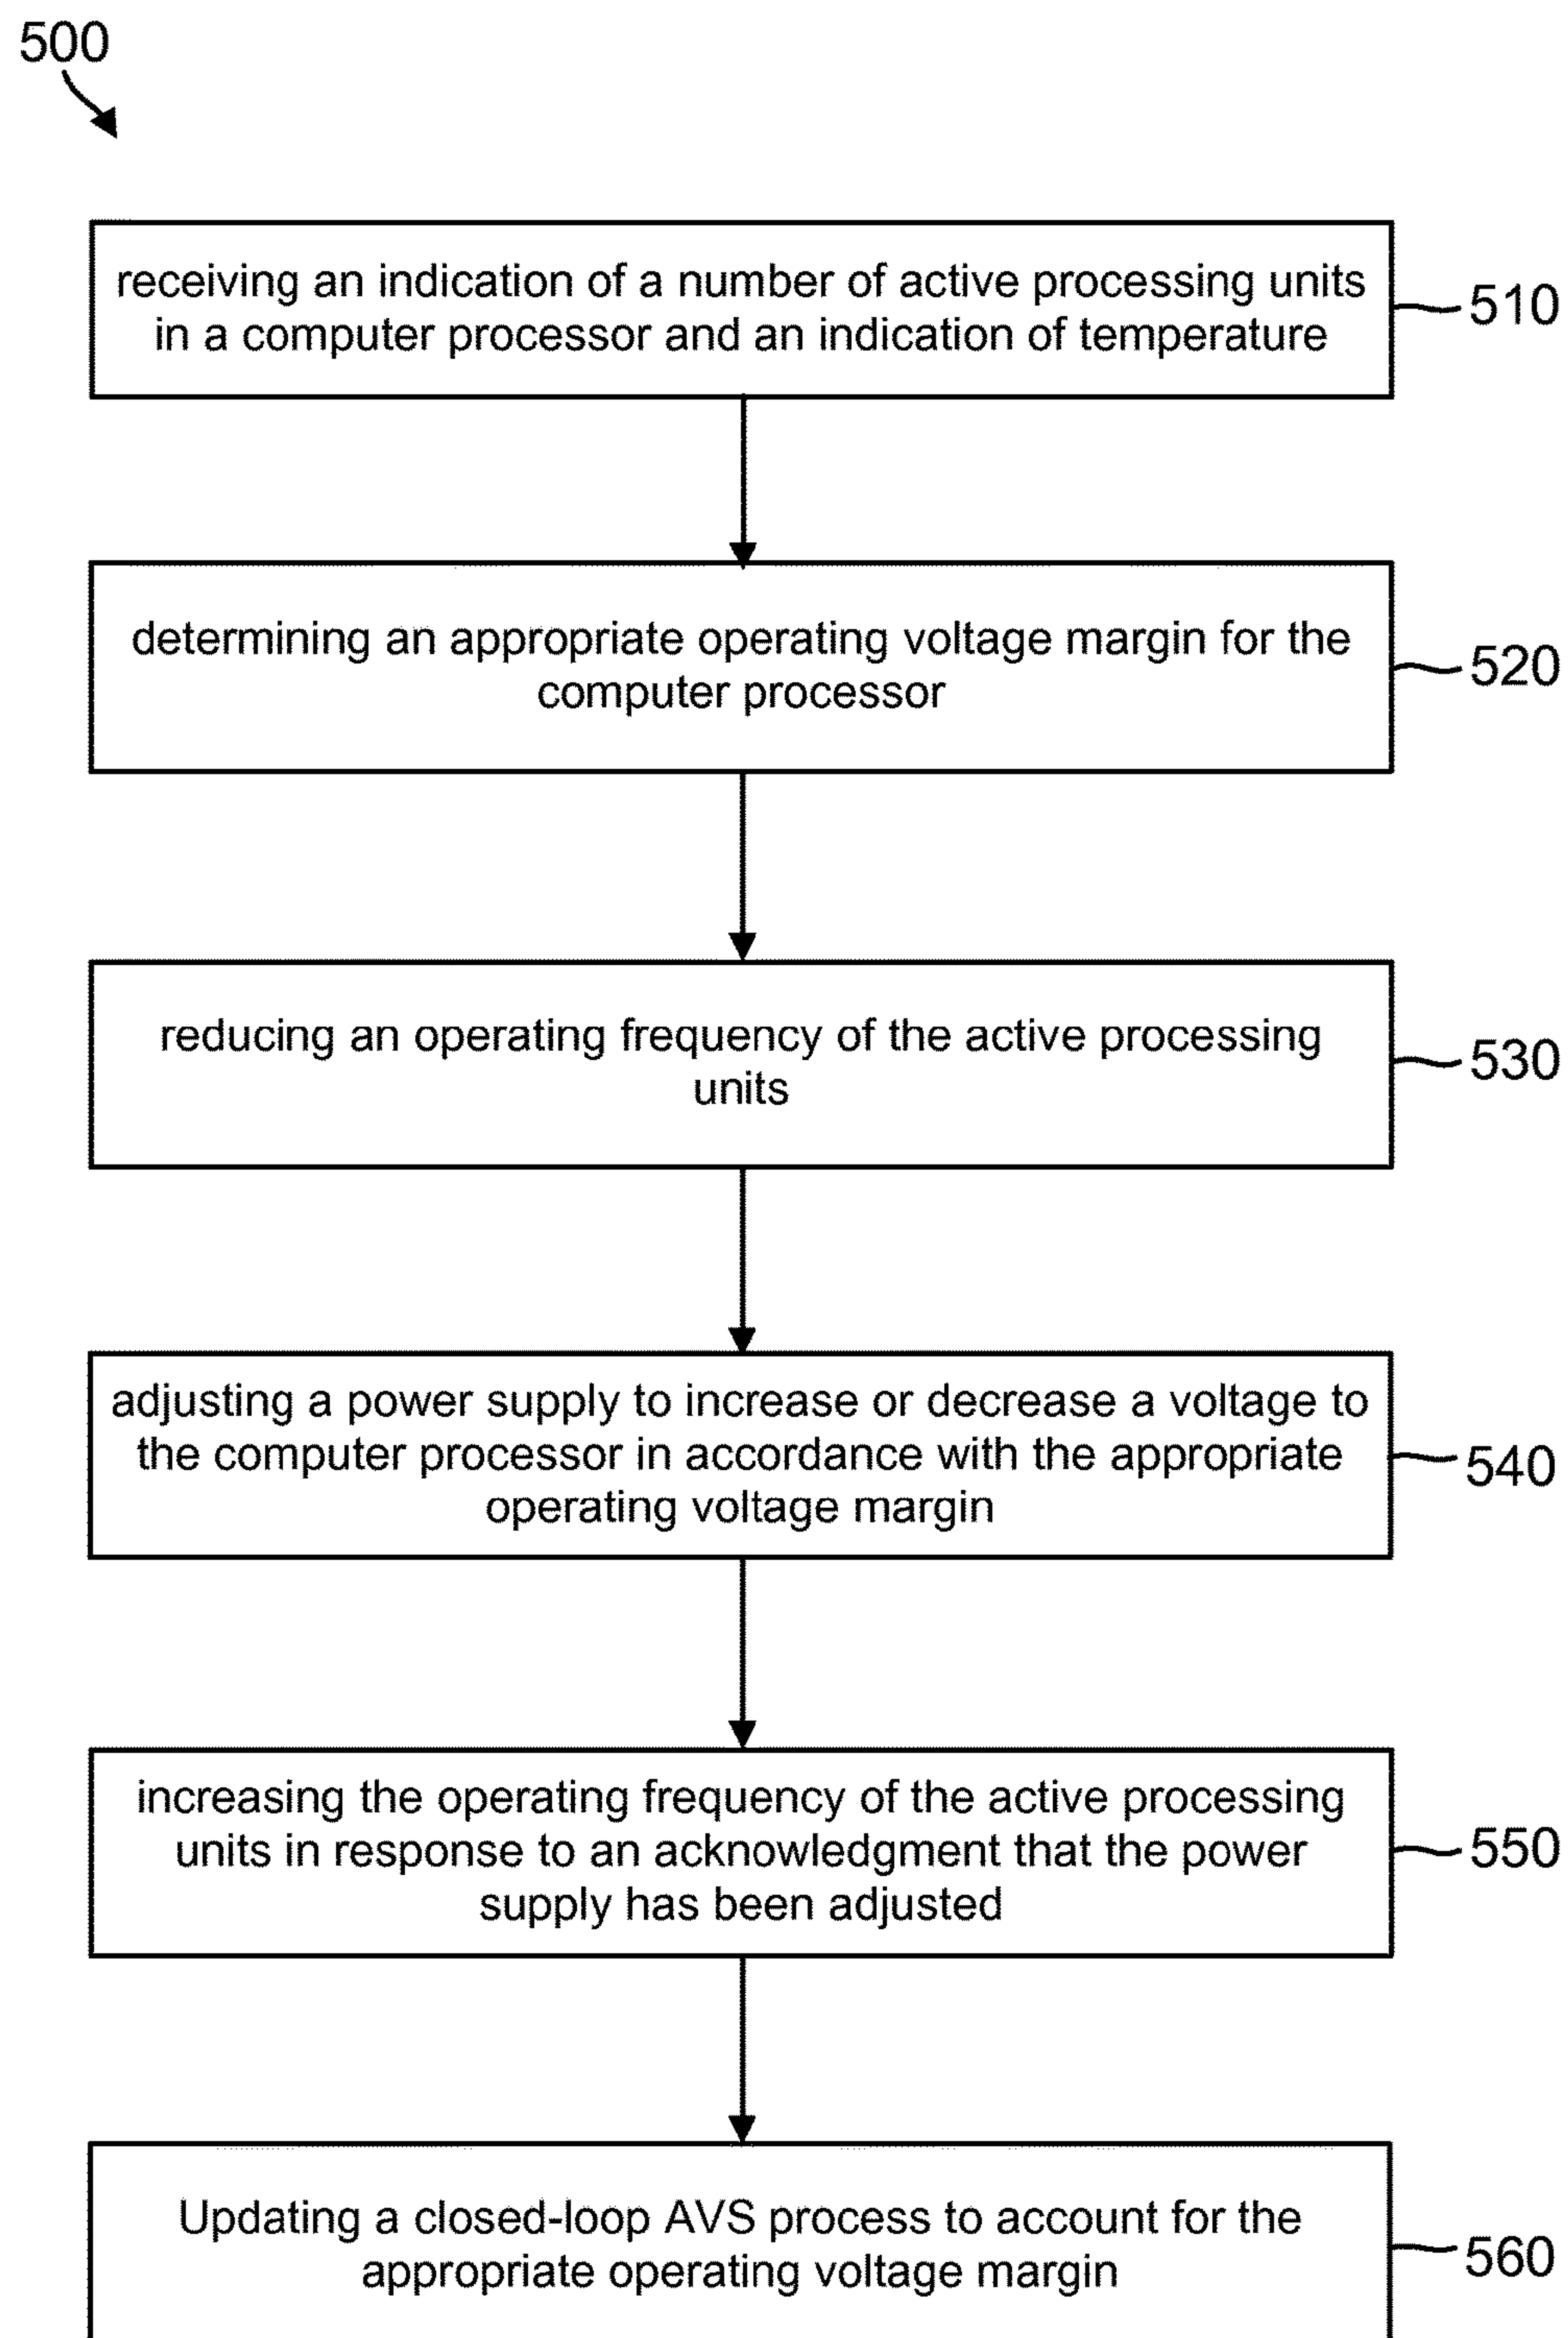 500
receiving an indication of a number of active processing units
in a computer processor and an indication of temperature
510
determining an appropriate operating voltage margin for the
computer processor
520
reducing an operating frequency of the active processing
units
530
adjusting a power supply to increase or decrease a voltage to
the computer processor in accordance with the appropriate
operating voltage margin
540
increasing the operating frequency of the active processing
units in response to an acknowledgment that the power
supply has been adjusted
550
Updating a closed-loop AVS process to account for the
appropriate operating voltage margin
560